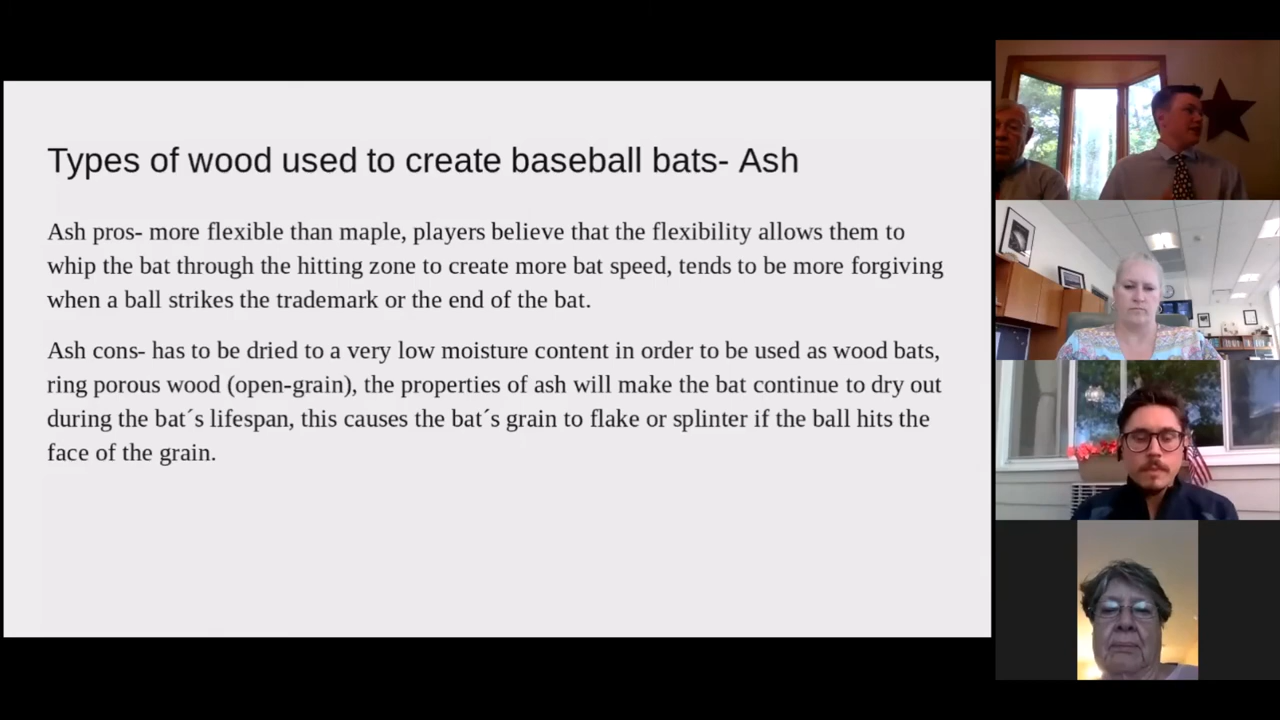 Types of wood used to create baseball bats- Ash
Ash pros- more flexible than maple, players believe that the flexibility allows them to
whip the bat through the hitting zone to create more bat speed, tends to be more forgiving
when a ball strikes the trademark or the end of the bat.
Ash cons- has to be dried to a very low moisture content in order to be used as wood bats,
ring porous wood (open-grain), the properties of ash will make the bat continue to dry out
during the bat´s lifespan, this causes the bat´s grain to flake or splinter if the ball hits the
face of the grain.